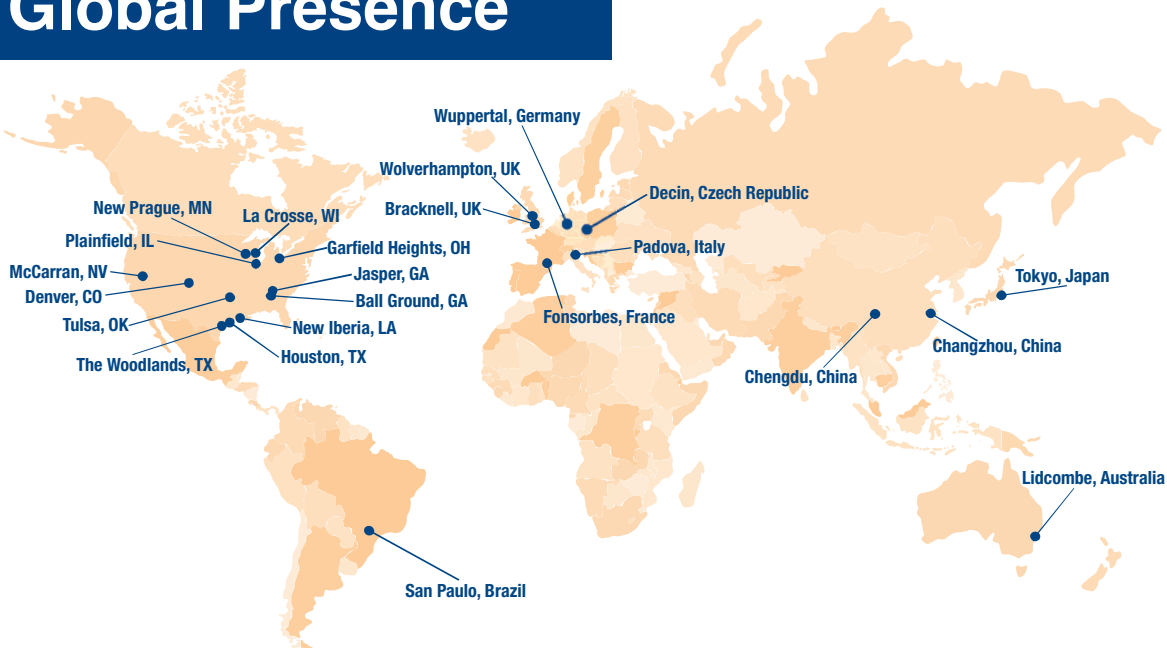 Global Presence
Wuppertal, Germany
Wolverhampton, UK
Decin, Czech Republic
New Prague, MN
La Crosse, WI
Bracknell, UK
Plainfield, IL
Garfield Heights, OH
Padova, Italy
McCarran, NV
Jasper, GA
Tokyo, Japan
Denver, CO
Ball Ground, GA
Fonsorbes, France
Tulsa, OK
New Iberia, LA
Changzhou, China
The Woodlands, TX
Houston, TX
Chengdu, China
Lidcombe, Australia
San Paulo, Brazil